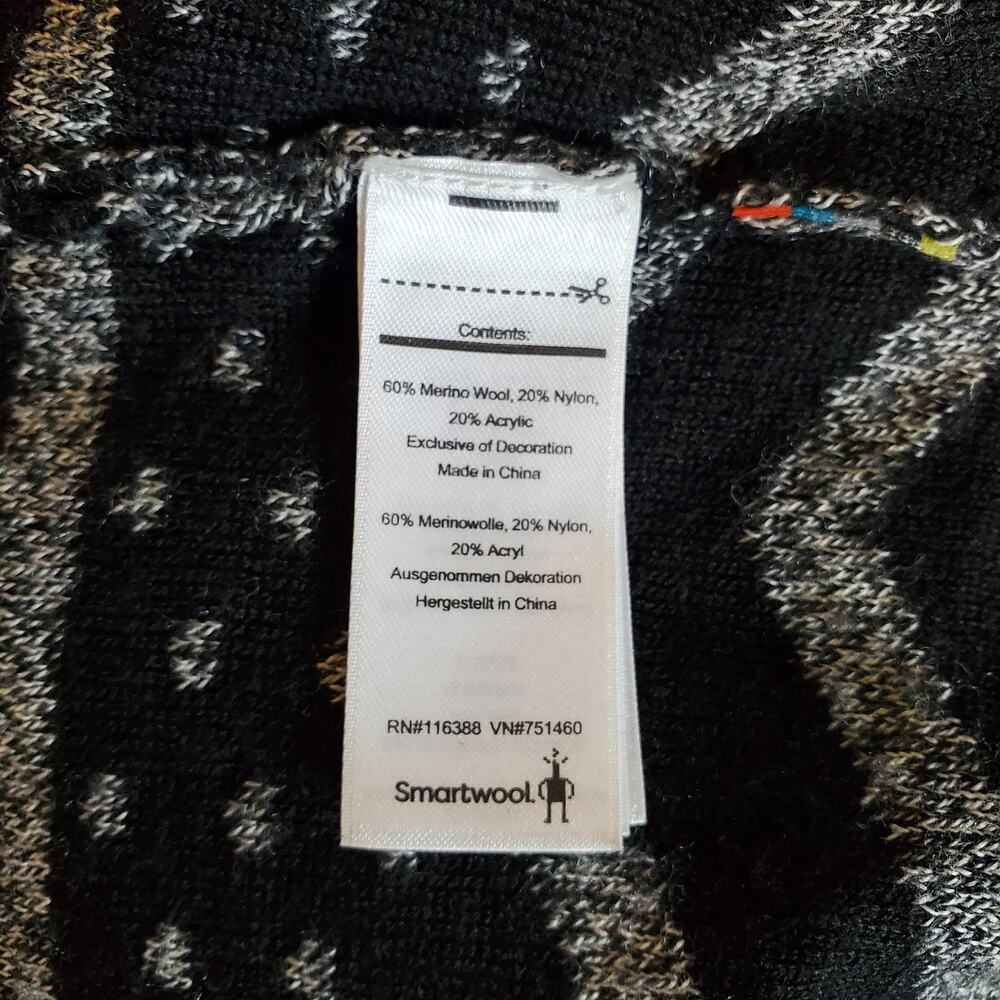 Contents:
60% Merino Wool, 20% Nylon,
20% Acrylic
Exclusive of Decoration
Made in China
60% Merinowolle, 20% Nylon,
20% Acryl
Ausgenommen Dekoration
Hergestellt in China
RN#116388 VN#751460
Smartwool.